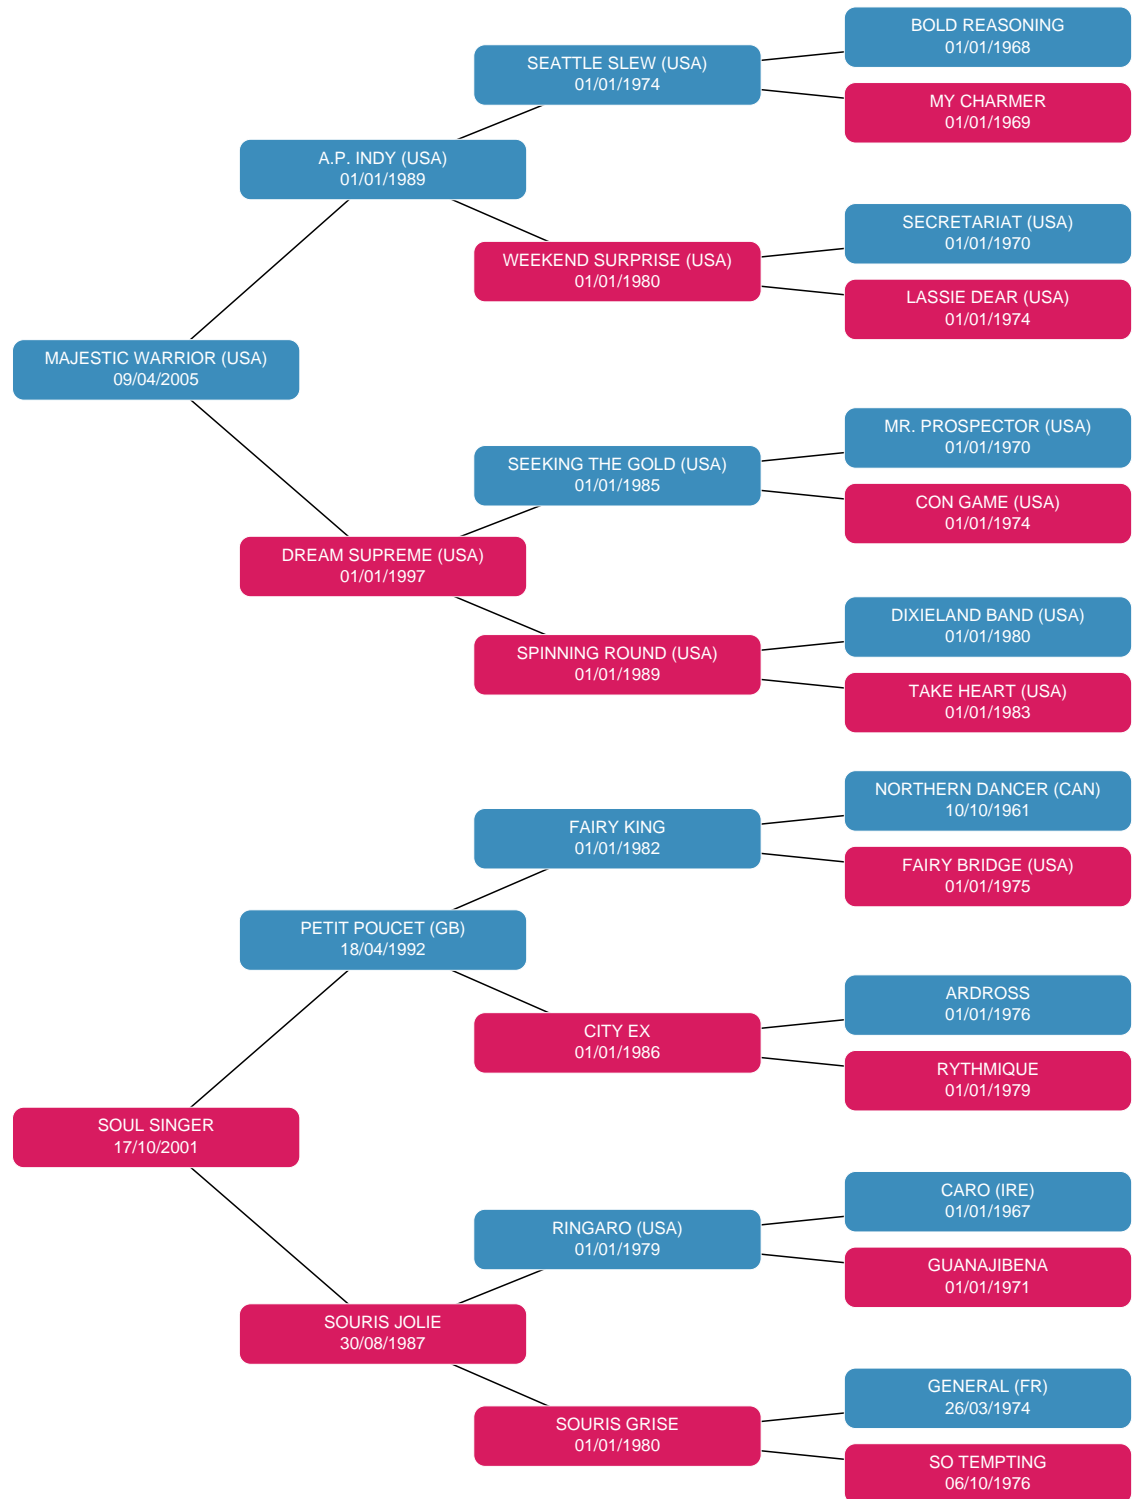 BOLD REASONING
01/01/1968
SEATTLE SLEW (USA)
01/01/1974
MY CHARMER
01/01/1969
A.P. INDY (USA)
01/01/1989
SECRETARIAT (USA)
01/01/1970
WEEKEND SURPRISE (USA)
01/01/1980
LASSIE DEAR (USA)
01/01/1974
MAJESTIC WARRIOR (USA)
09/04/2005
MR. PROSPECTOR (USA)
01/01/1970
SEEKING THE GOLD (USA)
01/01/1985
CON GAME (USA)
01/01/1974
DREAM SUPREME (USA)
01/01/1997
DIXIELAND BAND (USA)
01/01/1980
SPINNING ROUND (USA)
01/01/1989
TAKE HEART (USA)
01/01/1983
NORTHERN DANCER (CAN)
10/10/1961
FAIRY KING
01/01/1982
FAIRY BRIDGE (USA)
01/01/1975
PETIT POUCET (GB)
18/04/1992
ARDROSS
01/01/1976
CITY EX
01/01/1986
RYTHMIQUE
01/01/1979
SOUL SINGER
17/10/2001
CARO (IRE)
01/01/1967
RINGARO (USA)
01/01/1979
GUANAJIBENA
01/01/1971
SOURIS JOLIE
30/08/1987
GENERAL (FR)
26/03/1974
SOURIS GRISE
01/01/1980
SO TEMPTING
06/10/1976